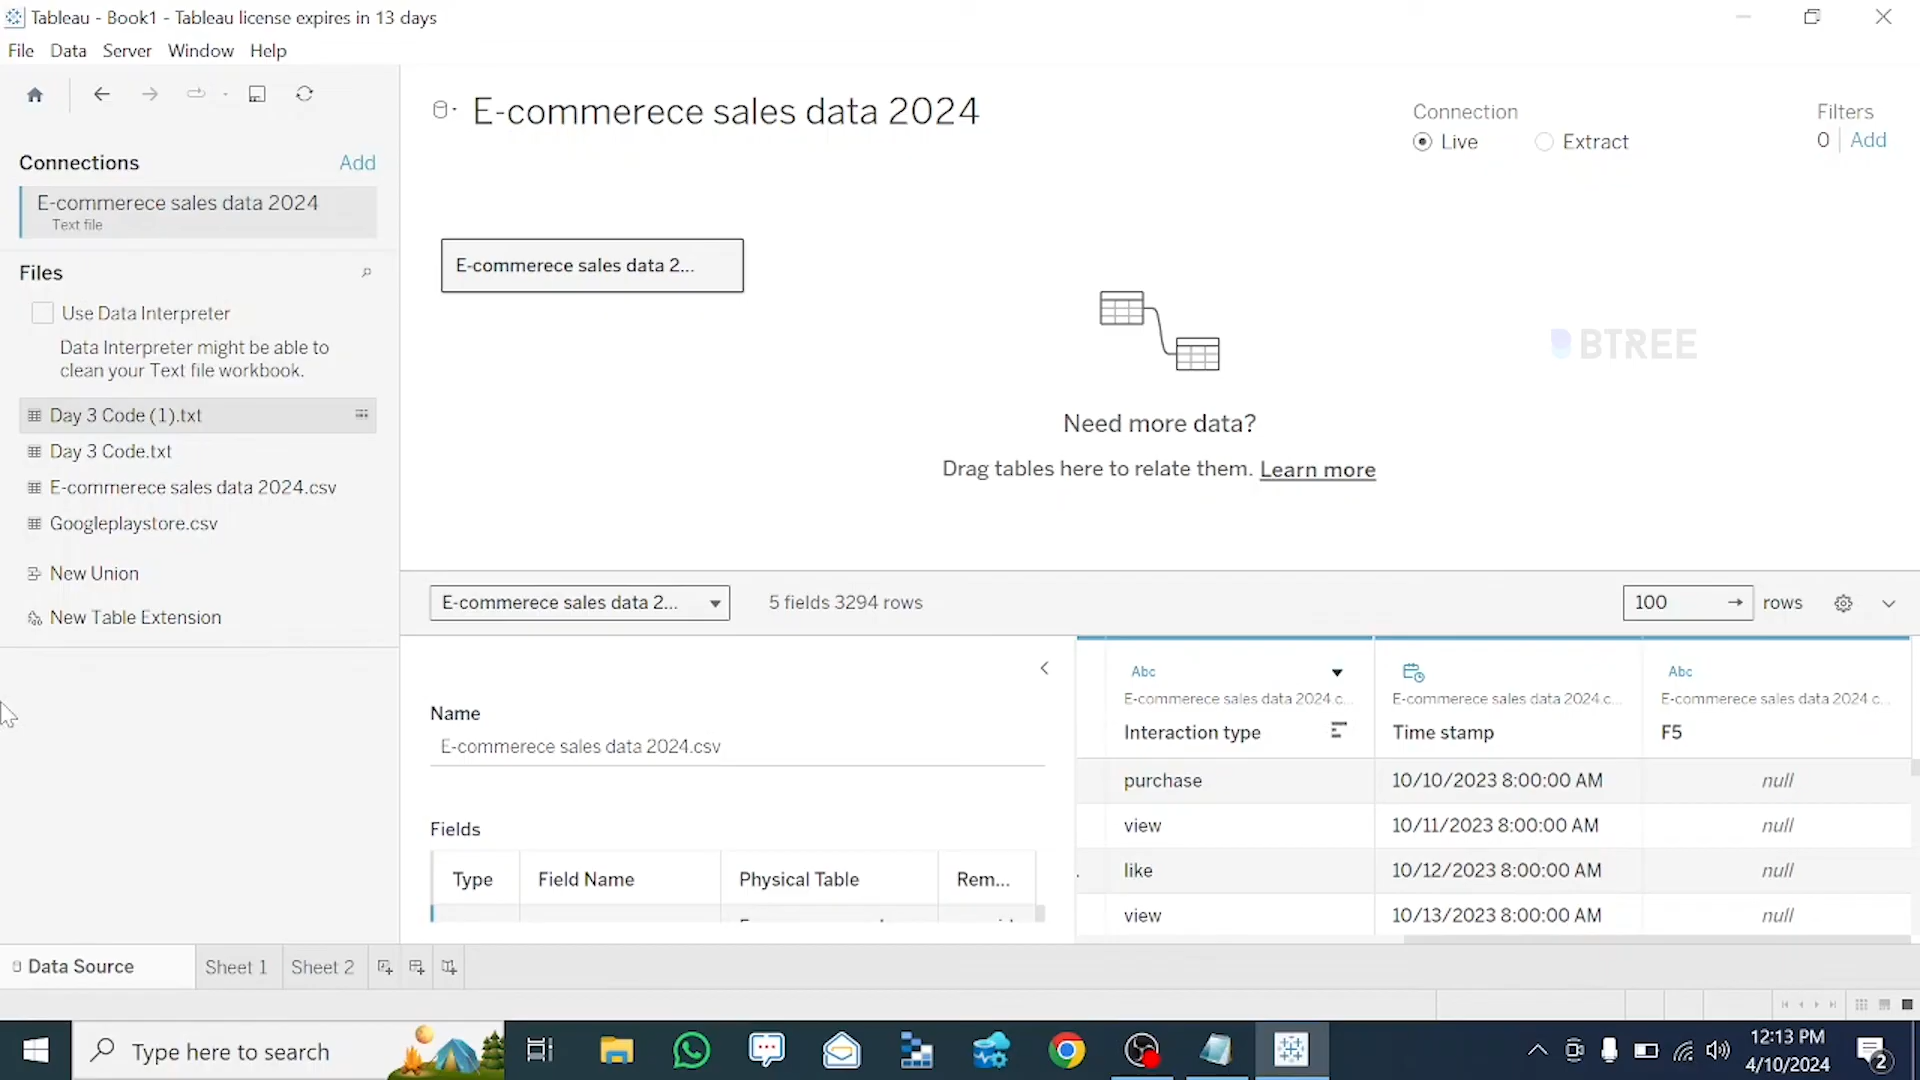 Tableau - Book1 - Tableau license expires in 13 days
File Data Server Window Help
Connections Add
E-commerece sales data 2024
Text file
Files
Use Data Interpreter
Data Interpreter might be able to
clean your Text file workbook.
Day 3 Code (1).txt
Day 3 Code.txt
E-commerece sales data 2024.csv
Googleplaystore.csv
New Union
New Table Extension
E-commerece sales data 2024
Connection
Live Extract
Filters
0 Add
E-commerece sales data 2...
BTREE
Need more data?
Drag tables here to relate them. Learn more
E-commerece sales data 2... 5 fields 3294 rows 100 rows
Name
E-commerece sales data 2024.csv
Fields
Type Field Name Physical Table Rem...
Abc Abc
E-commerece sales data 2024.c... E-commerece sales data 2024.c... E-commerece sales data 2024 c...
Interaction type Time stamp F5
purchase 10/10/2023 8:00:00 AM null
view 10/11/2023 8:00:00 AM null
like 10/12/2023 8:00:00 AM null
view 10/13/2023 8:00:00 AM null
Data Source Sheet 1 Sheet 2
Type here to search
12:13 PM
4/10/2024
2